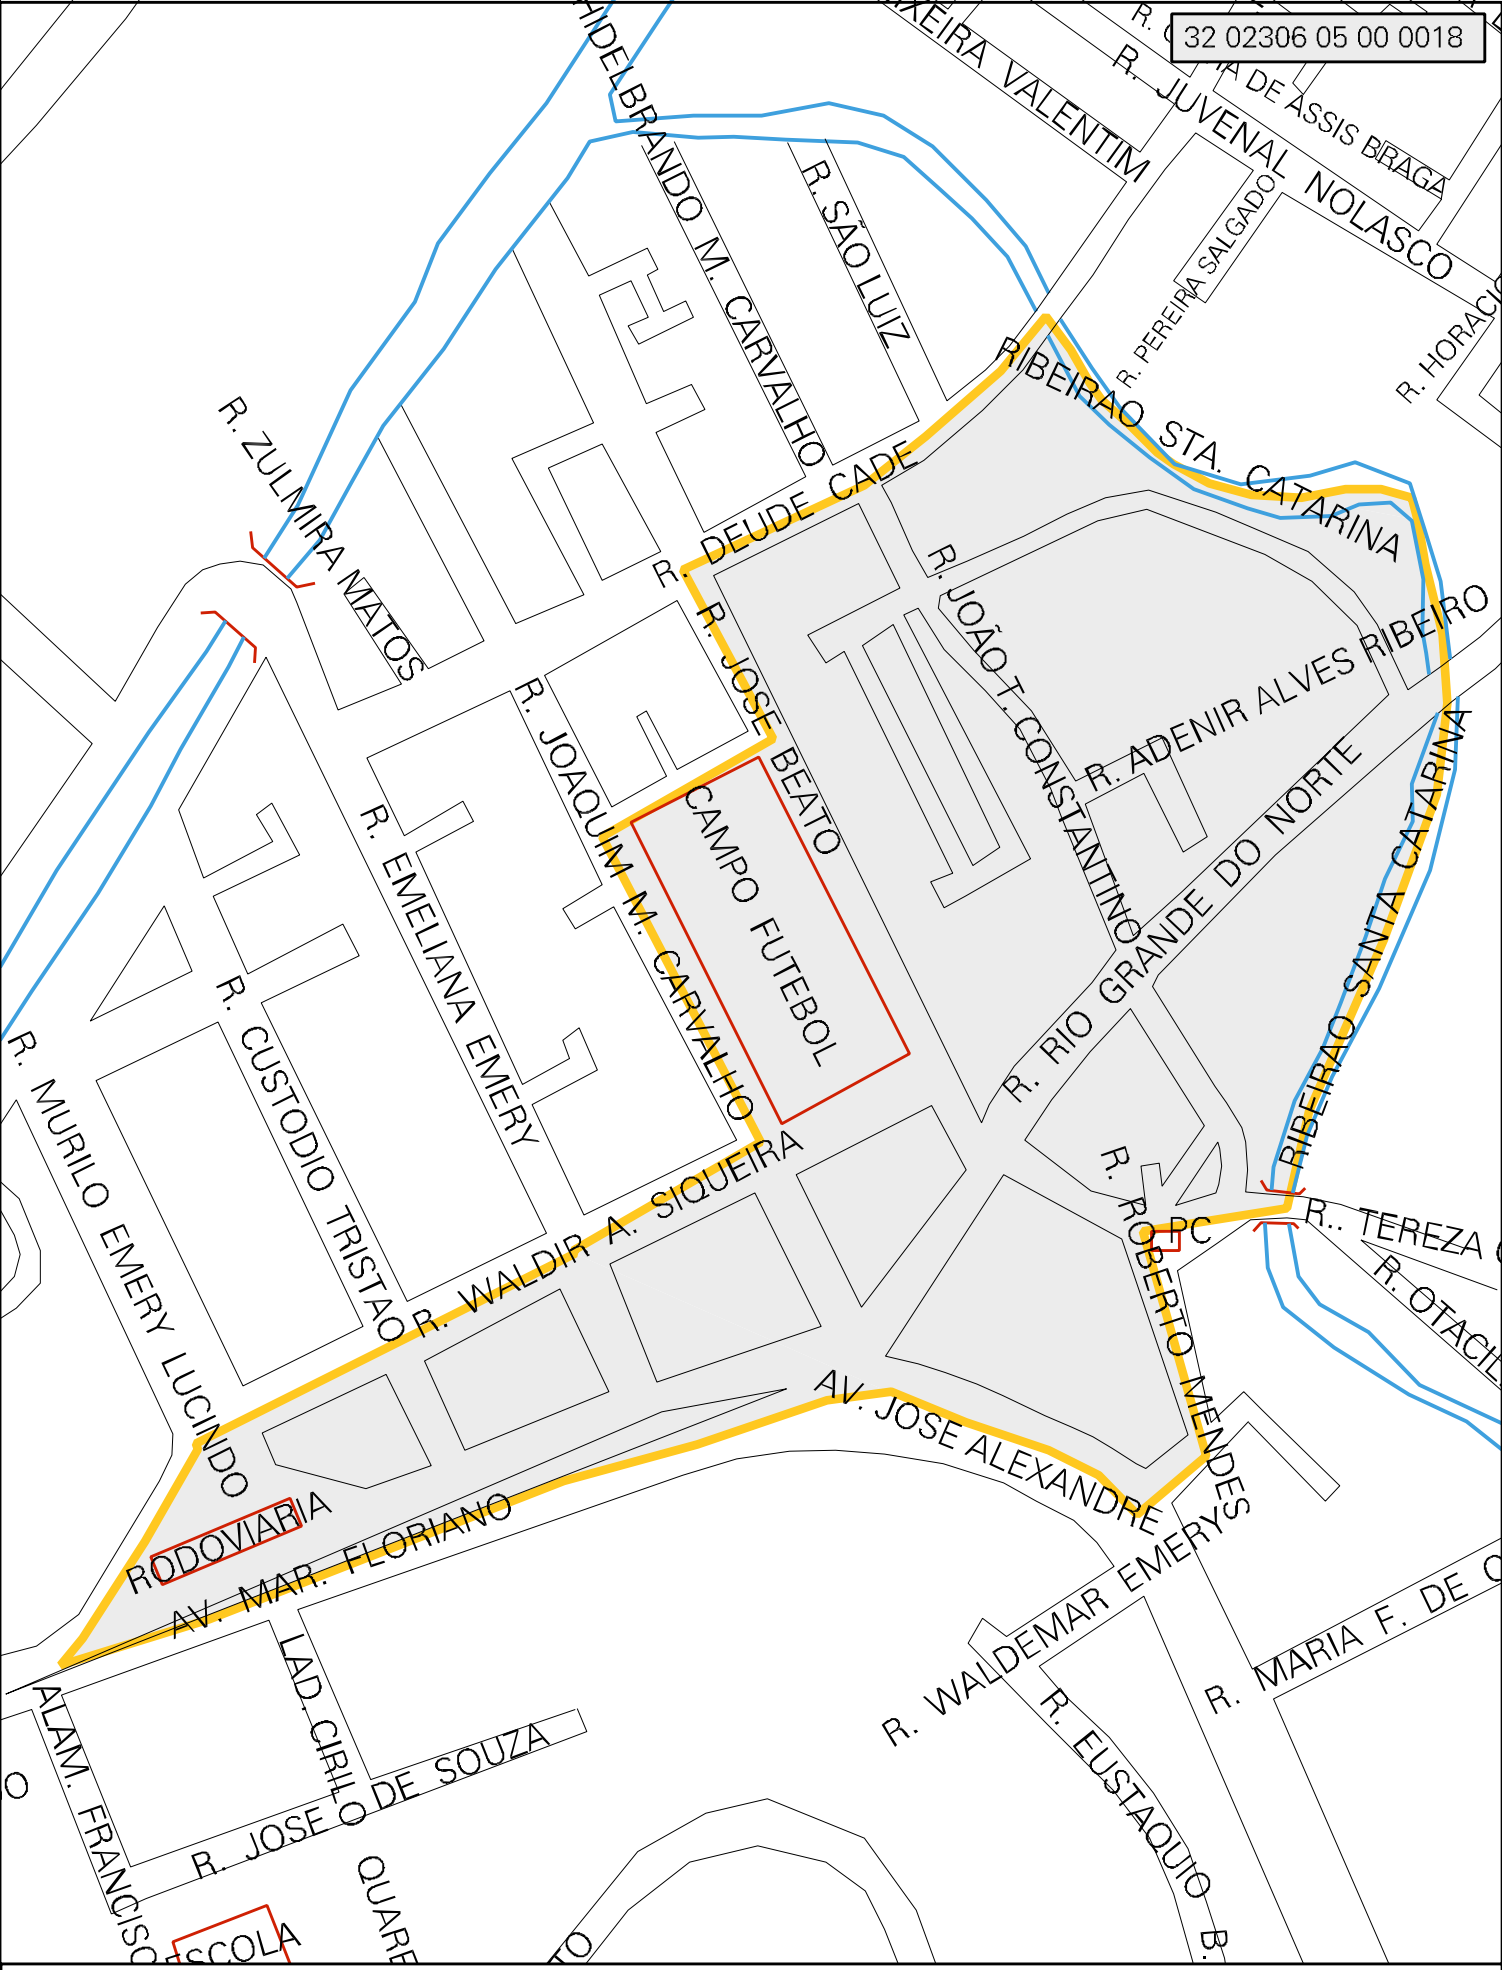 32 02306 05 00 0018
HIDELBRANDO M. CARVALHO
VALENTIM
R. JUVENAL NOLASCO
DE ASSIS BRAGA
R. SÃO LUIZ
R. PEREIRA SALGADO
R. HORACIO
RIBEIRAO STA. CATARINA
R. ZULMIRA MATOS
R. DEUDE CADE
R. JOSE BEATO
R. JOÃO T. CONSTANTINO
R. ADENIR ALVES RIBEIRO
R. JOAQUIM M. CARVALHO
CAMPO FUTEBOL
R. RIO GRANDE DO NORTE
RIBEIRAO SANTA CATARINA
R. EMELIANA EMERY
R. CUSTODIO TRISTAO
R. MURILO EMERY LUCINDO
R. WALDIR A. SIQUEIRA
R. ROBERTO MENDES
PC
R.. TEREZA
R. OTACIL
AV. JOSE ALEXANDRE
RODOVIARIA
AV. MAR. FLORIANO
R. WALDEMAR EMERYS
R. MARIA F. DE
R. EUSTAQUIO B.
LAD. CIRILO QUARE
ALAM. FRANCISCO
R. JOSE DE SOUZA
O
ESCOLA
TO